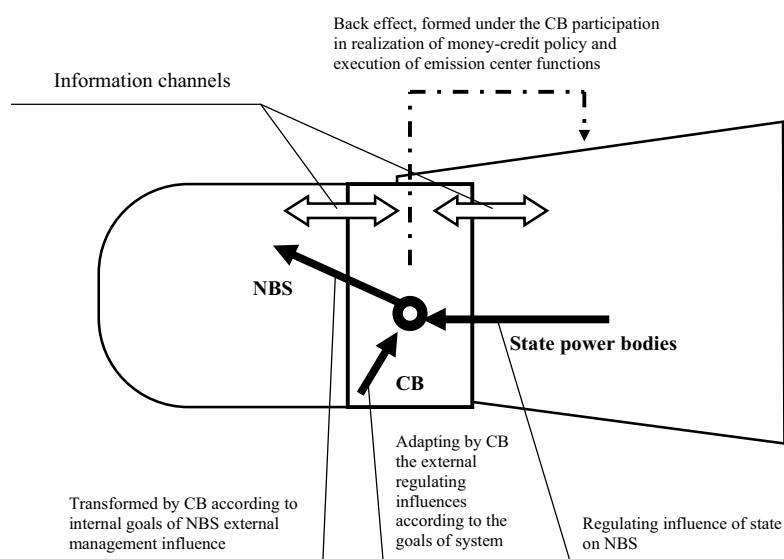 Back effect, formed under the CB participation
in realization of money-credit policy and
execution of emission center functions
Information channels
NBS
State power bodies
CB
Adapting by CB
the external
regulating
influences
according to the
goals of system
Transformed by CB according to
internal goals of NBS external
management influence
Regulating influence of state
on NBS